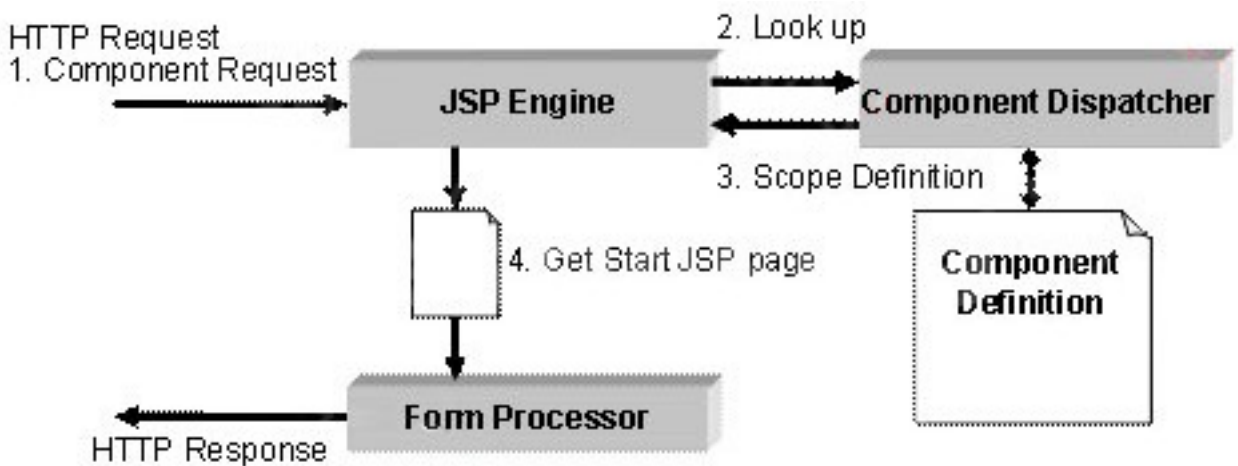 HTTP Request
1. Component Request
2. Look up
JSP Engine
Component Dispatcher
3. Scope Definition
4. Get Start JSP page
Component
Definition
Form Processor
HTTP Response